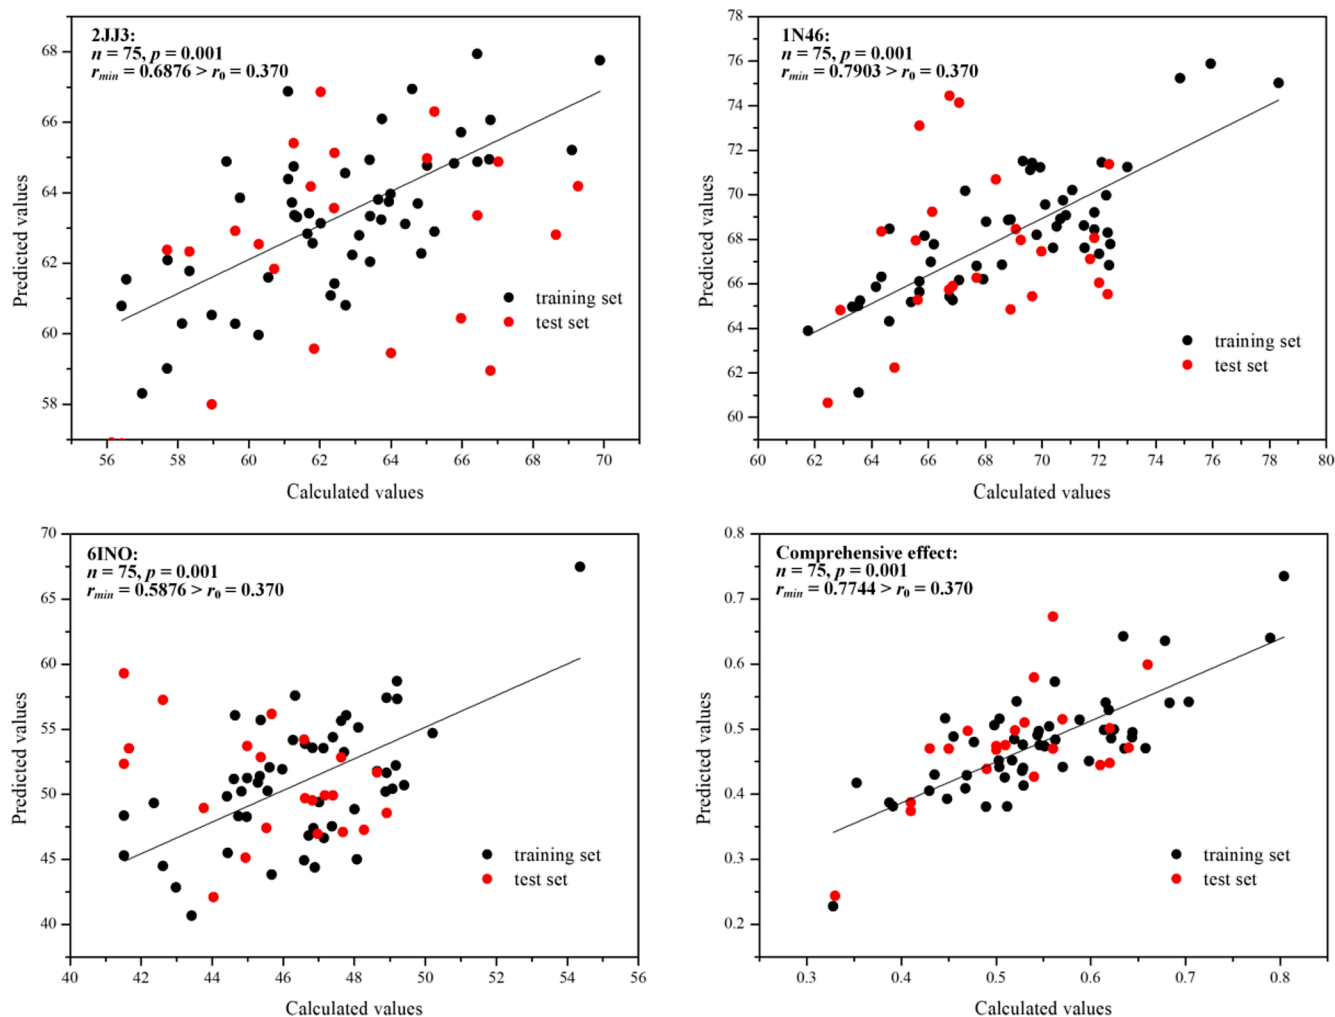 2JJ3:
n = 75, p = 0.001
rmin = 0.6876 > r0 = 0.370
68
66
64
62
60
58
Predicted values
training set
test set
56 58 60 62 64 66 68 70
Calculated values
1N46:
n = 75, p = 0.001
rmin = 0.7903 > r0 = 0.370
78
76
74
72
70
68
66
64
62
60
Predicted values
training set
test set
60 62 64 66 68 70 72 74 76 78 80
Calculated values
6INO:
n = 75, p = 0.001
rmin = 0.5876 > r0 = 0.370
70
65
60
55
50
45
40
Predicted values
training set
test set
40 42 44 46 48 50 52 54 56
Calculated values
Comprehensive effect:
n = 75, p = 0.001
rmin = 0.7744 > r0 = 0.370
0.8
0.7
0.6
0.5
0.4
0.3
0.2
Predicted values
training set
test set
0.3 0.4 0.5 0.6 0.7 0.8
Calculated values